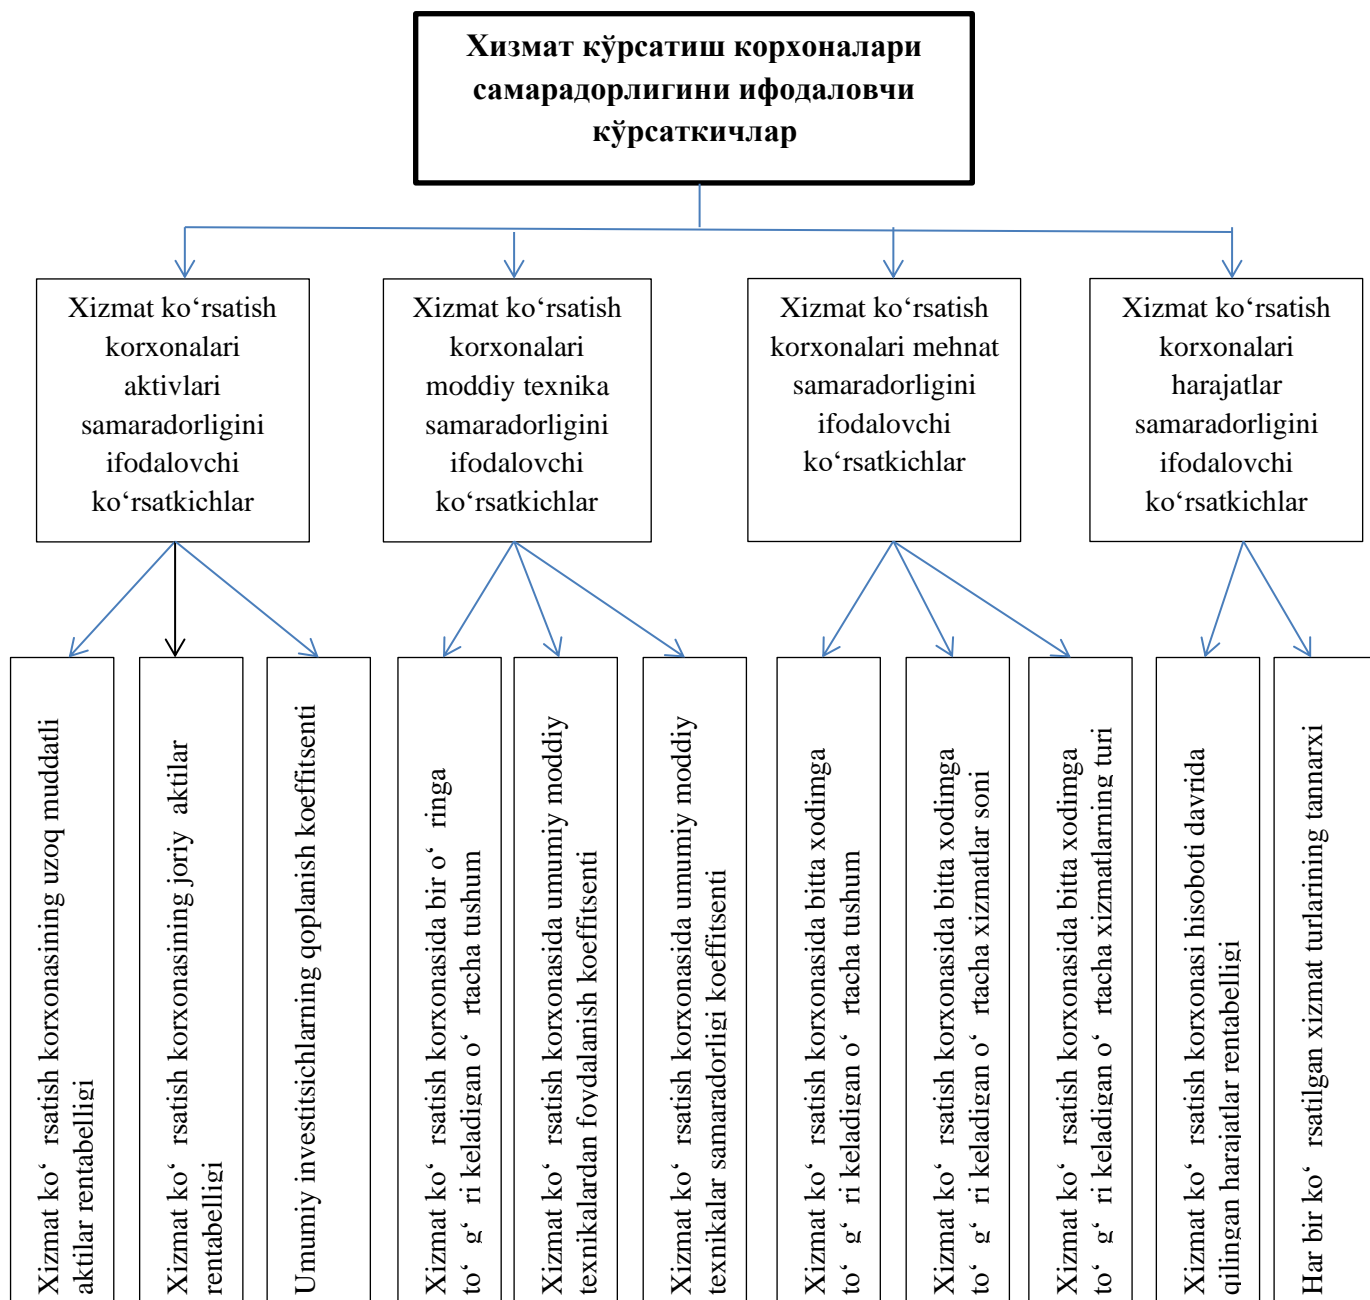 Хизмат кўрсатиш корхоналари
самарадорлигини ифодаловчи
кўрсаткичлар
Xizmat ko‘rsatish
korxonalari
aktivlari
samaradorligini
ifodalovchi
ko‘rsatkichlar
Xizmat ko‘rsatish
korxonalari
moddiy texnika
samaradorligini
ifodalovchi
ko‘rsatkichlar
Xizmat ko‘rsatish
korxonalari mehnat
samaradorligini
ifodalovchi
ko‘rsatkichlar
Xizmat ko‘rsatish
korxonalari
harajatlar
samaradorligini
ifodalovchi
ko‘rsatkichlar
Xizmat ko‘ rsatish korxonasining uzoq muddatli
aktilar rentabelligi
Xizmat ko‘ rsatish korxonasining joriy aktilar
rentabelligi
Umumiy investitsichlarning qoplanish koeffitsenti
Xizmat ko‘ rsatish korxonasida bir o‘ ringa
to‘ g‘ ri keladigan o‘ rtacha tushum
Xizmat ko‘ rsatish korxonasida umumiy moddiy
texnikalardan foydalanish koeffitsenti
Xizmat ko‘ rsatish korxonasida umumiy moddiy
texnikalar samaradorligi koeffitsenti
Xizmat ko‘ rsatish korxonasida bitta xodimga
to‘ g‘ ri keladigan o‘ rtacha tushum
Xizmat ko‘ rsatish korxonasida bitta xodimga
to‘ g‘ ri keladigan o‘ rtacha xizmatlar soni
Xizmat ko‘ rsatish korxonasida bitta xodimga
to‘ g‘ ri keladigan o‘ rtacha xizmatlarning turi
Xizmat ko‘ rsatish korxonasi hisoboti davrida
qilingan harajatlar rentabelligi
Har bir ko‘ rsatilgan xizmat turlarining tannarxi